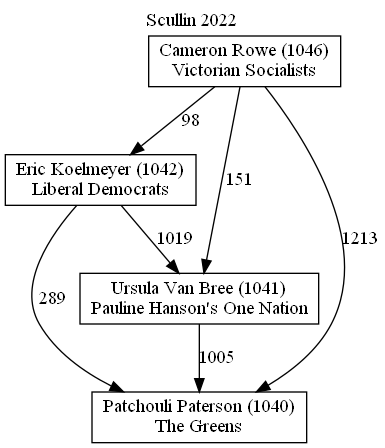 Scullin 2022
Cameron Rowe (1046)
Victorian Socialists
98
Eric Koelmeyer (1042)
Liberal Democrats
151
1019
1213
Ursula Van Bree (1041)
Pauline Hanson's One Nation
289
1005
Patchouli Paterson (1040)
The Greens